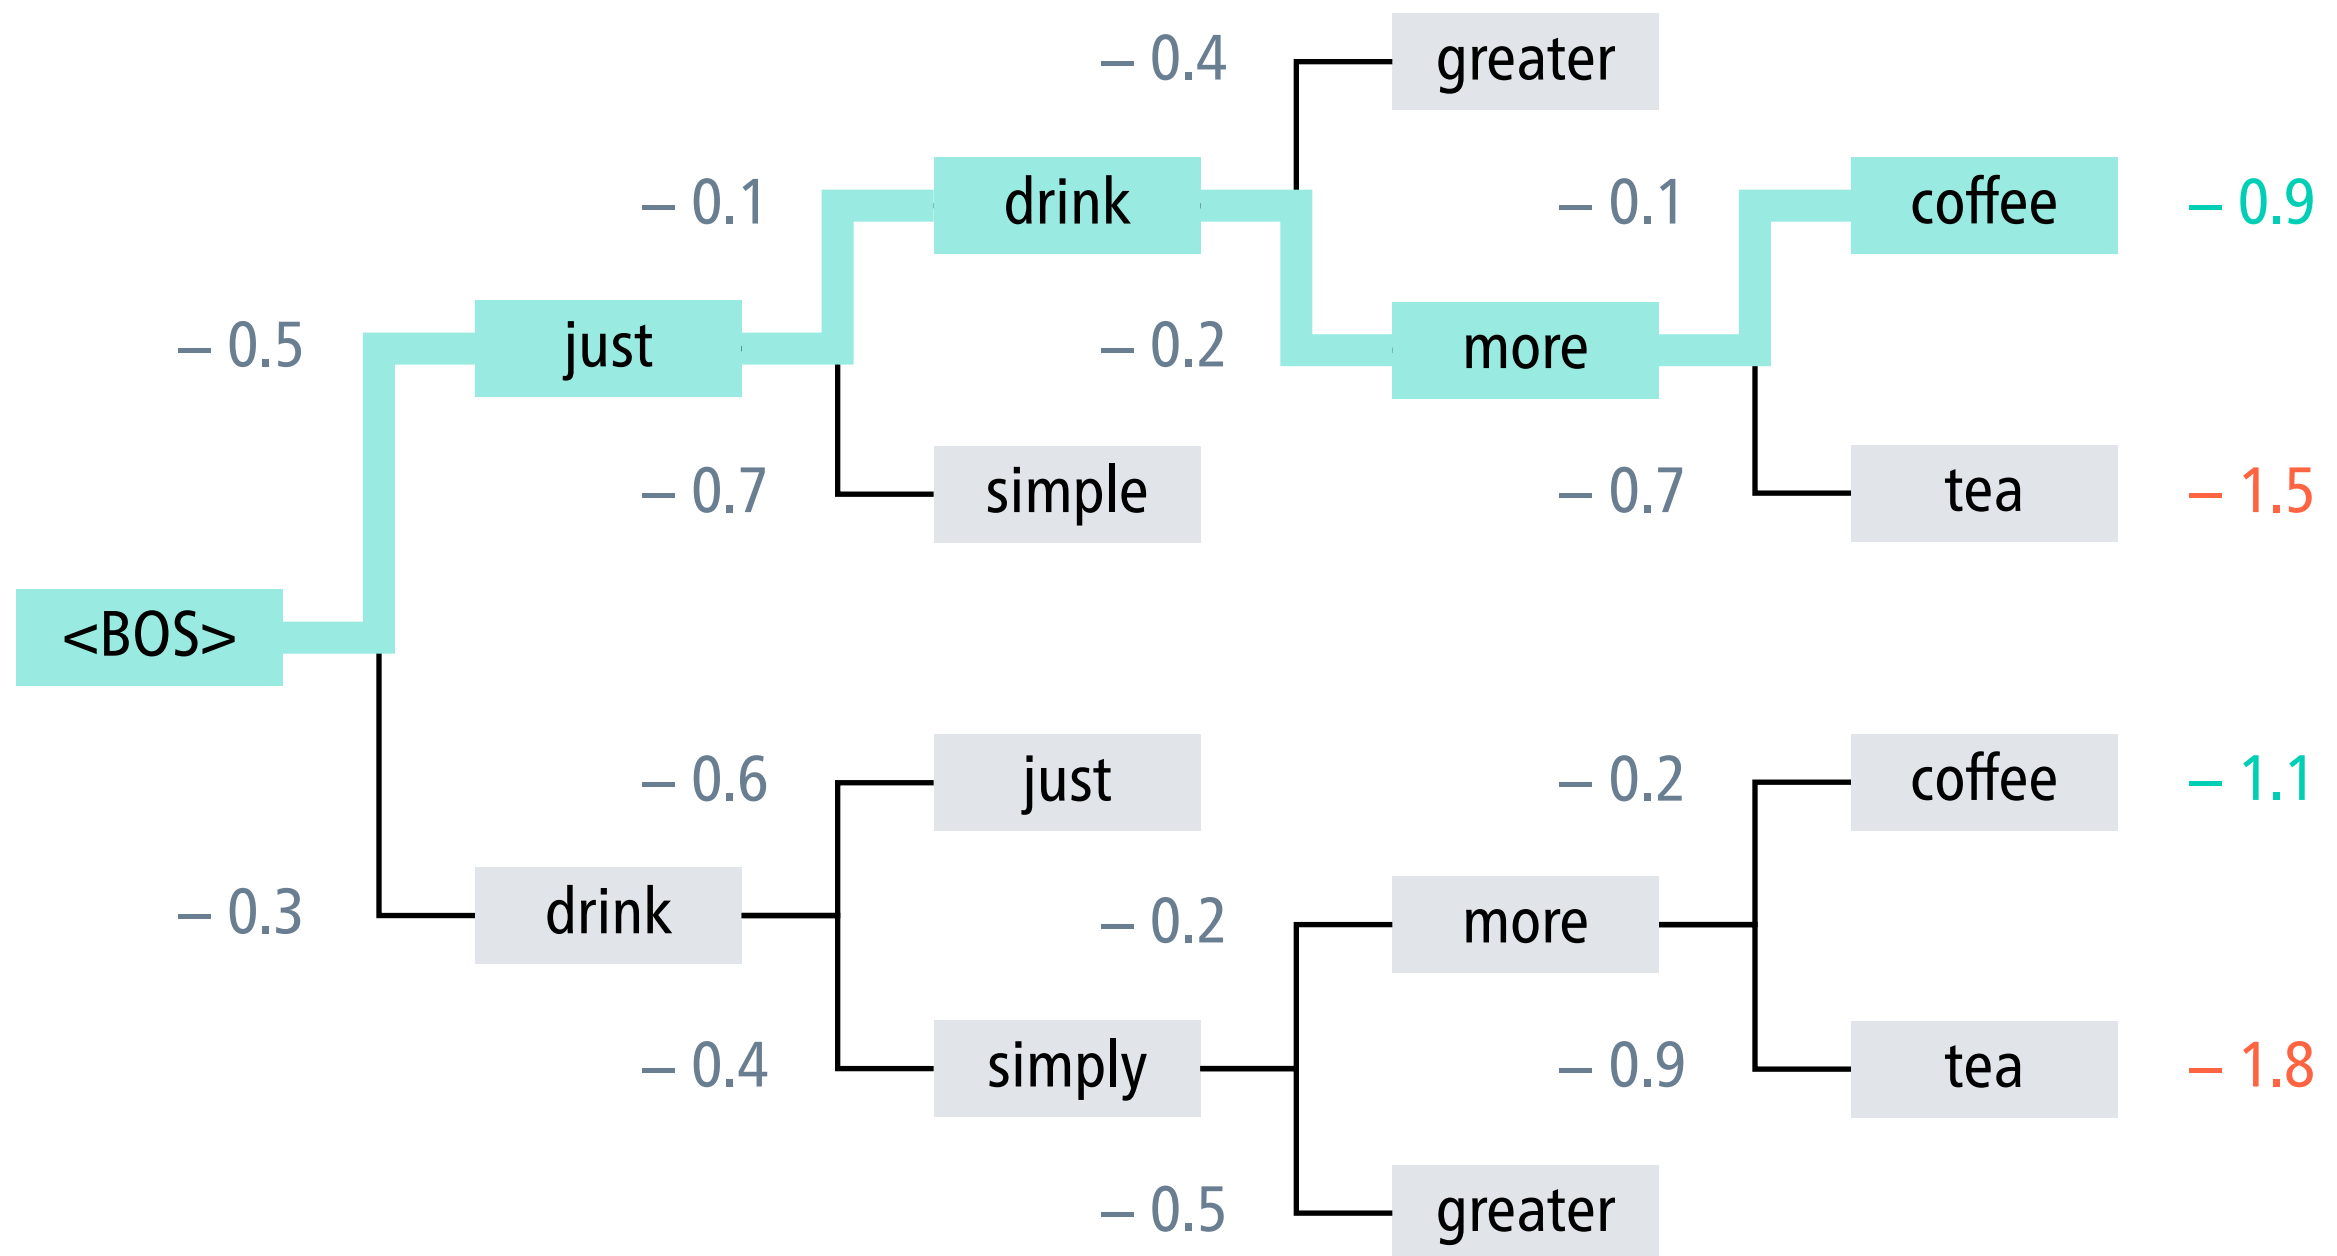 – 0.4 greater
– 0.1 drink – 0.1 coffee – 0.9
– 0.5 just – 0.2 more
– 0.7 simple – 0.7 tea – 1.5
<BOS>
– 0.6 just – 0.2 coffee – 1.1
– 0.3 drink – 0.2 more
– 0.4 simply – 0.9 tea – 1.8
– 0.5 greater